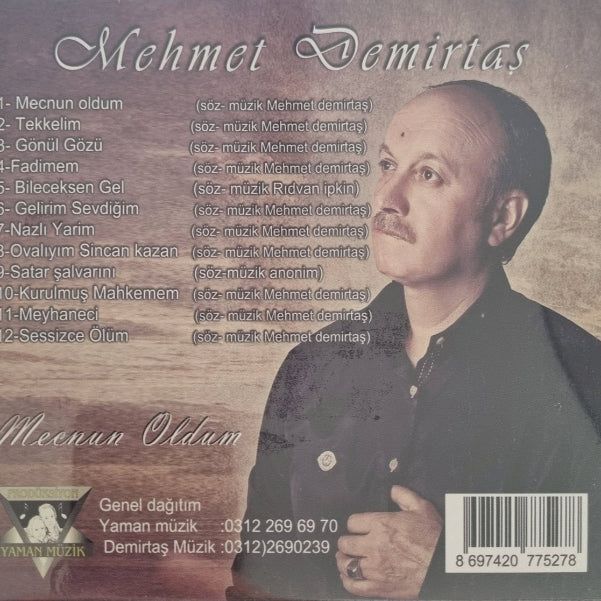 Mehmet Demirtaş
1- Mecnun oldum (söz- müzik Mehmet demirtaş)
2- Tekkelim (söz- müzik Mehmet demirtaş)
3- Gönül Gözü (söz- müzik Mehmet demirtaş)
4-Fadimem (söz- müzik Mehmet demirtaş)
5- Bileceksen Gel (söz- müzik Rıdvan ipkin)
6- Gelirim Sevdiğim (söz- müzik Mehmet demirtaş)
7-Nazlı Yarim (söz- müzik Mehmet demirtaş)
8-Ovalıyım Sincan kazan (söz- müzik Mehmet demirtaş)
9-Satar şalvarını (söz-müzik anonim)
10-Kurulmuş Mahkemem (söz- müzik Mehmet demirtaş)
11-Meyhaneci (söz- müzik Mehmet demirtaş)
12-Sessizce Ölüm (söz- müzik Mehmet demirtaş)
Mecnun Oldum
PRODÜKSİYON
YAMAN MÜZİK
Genel dağıtım
Yaman müzik :0312 269 69 70
Demirtaş Müzik :0312)2690239
8 697420 775278